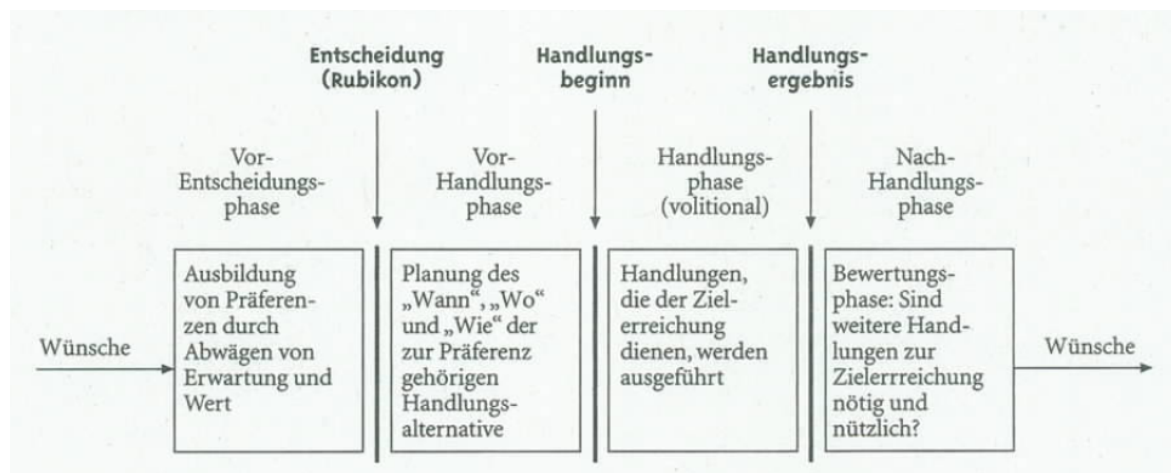 Entscheidung
(Rubikon)
Handlungs-
beginn
Handlungs-
ergebnis
Vor-
Entscheidungs-
phase
Vor-
Handlungs-
phase
Handlungs-
phase
(volitional)
Nach-
Handlungs-
phase
Wünsche
Ausbildung
von Präferen-
zen durch
Abwägen von
Erwartung und
Wert
Planung des
„Wann“, „Wo“
und „Wie“ der
zur Präferenz
gehörigen
Handlungs-
alternative
Handlungen,
die der Ziel-
erreichung
dienen, werden
ausgeführt
Bewertungs-
phase: Sind
weitere Hand-
lungen zur
Zielerrreichung
nötig und
nützlich?
Wünsche